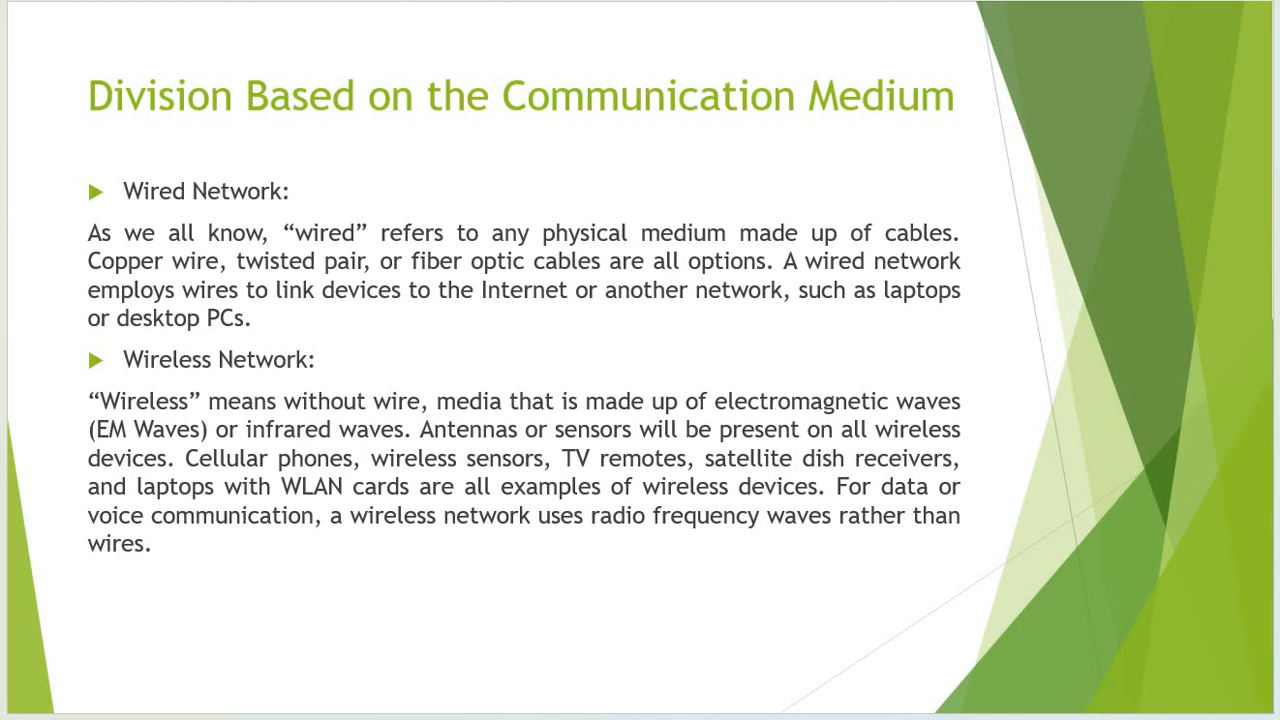 Division Based on the Communication Medium
Wired Network:
As we all know, “wired” refers to any physical medium made up of cables.
Copper wire, twisted pair, or fiber optic cables are all options. A wired network
employs wires to link devices to the Internet or another network, such as laptops
or desktop PCs.
Wireless Network:
“Wireless” means without wire, media that is made up of electromagnetic waves
(EM Waves) or infrared waves. Antennas or sensors will be present on all wireless
devices. Cellular phones, wireless sensors, TV remotes, satellite dish receivers,
and laptops with WLAN cards are all examples of wireless devices. For data or
voice communication, a wireless network uses radio frequency waves rather than
wires.